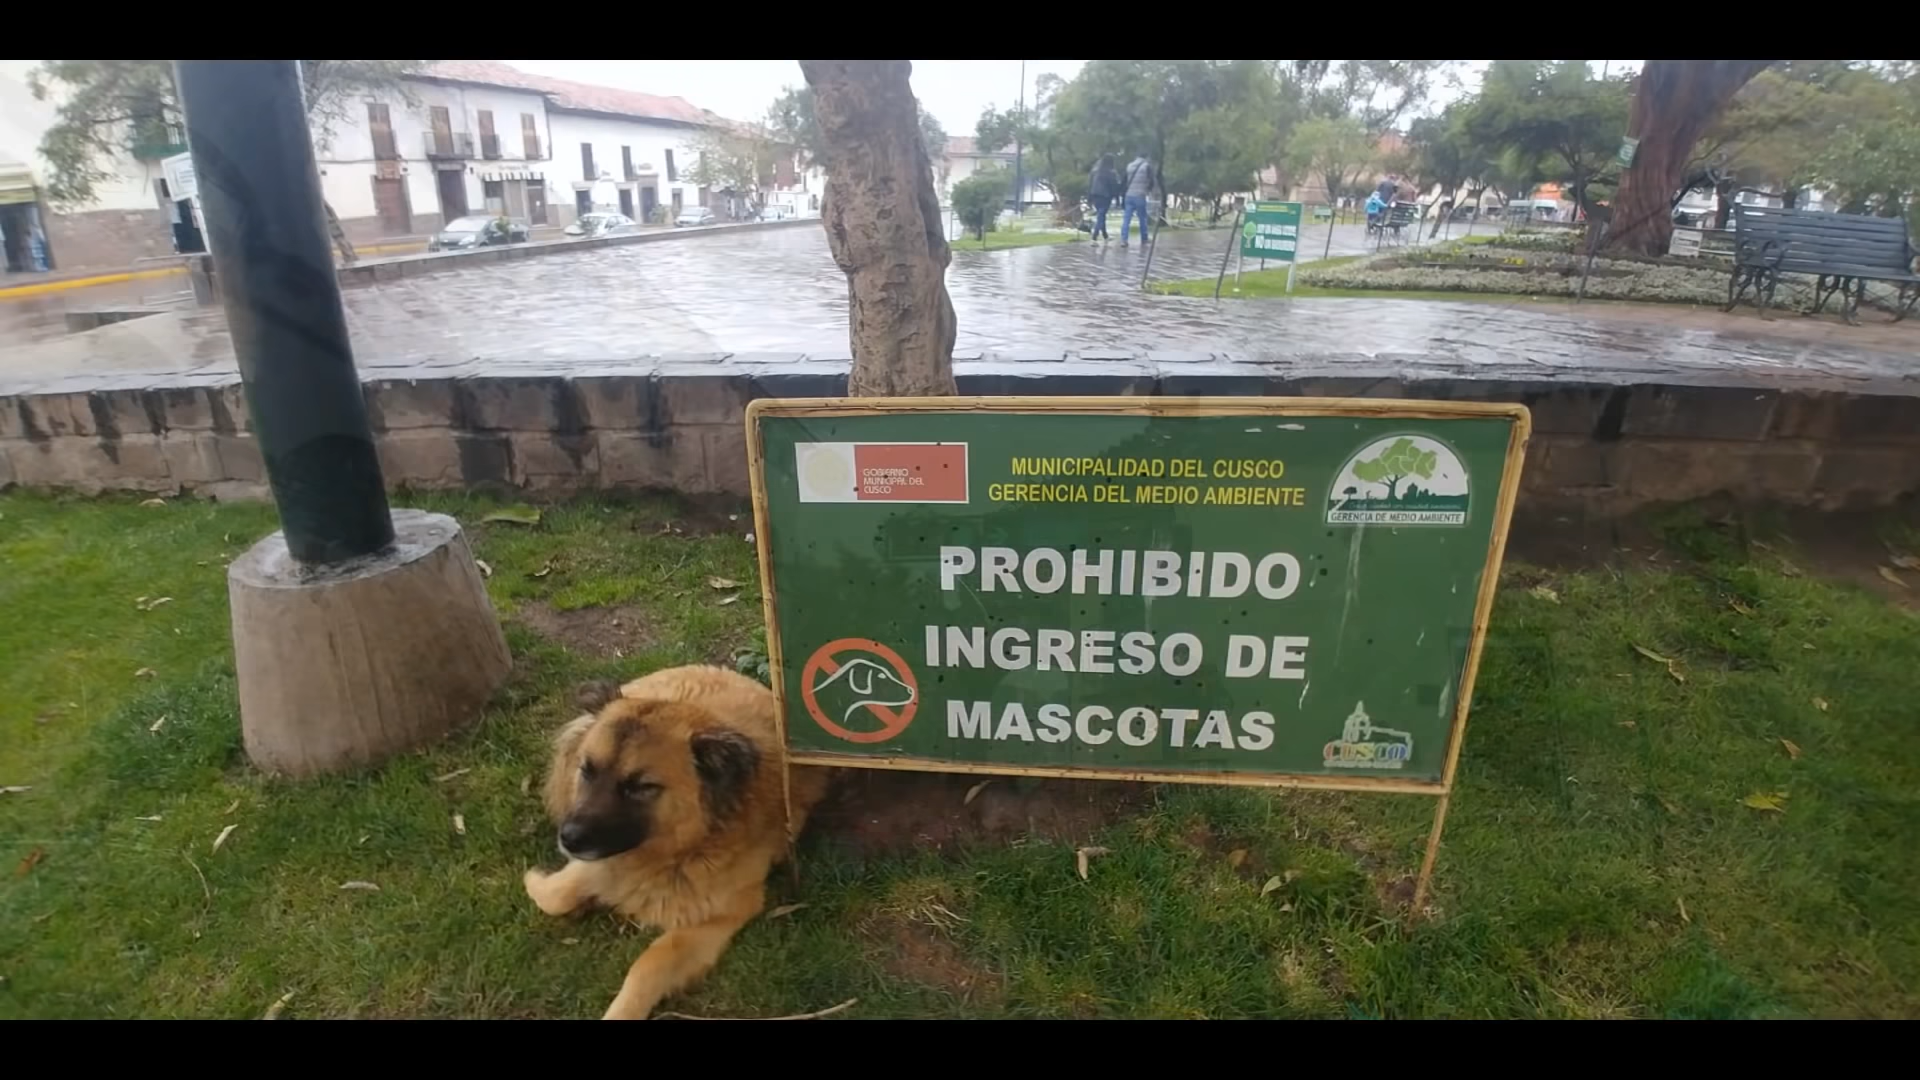 GOBIERNO
MUNICIPAL DEL
CUSCO
MUNICIPALIDAD DEL CUSCO
GERENCIA DEL MEDIO AMBIENTE
GERENCIA DE MEDIO AMBIENTE
PROHIBIDO
INGRESO DE
MASCOTAS
CUSCO